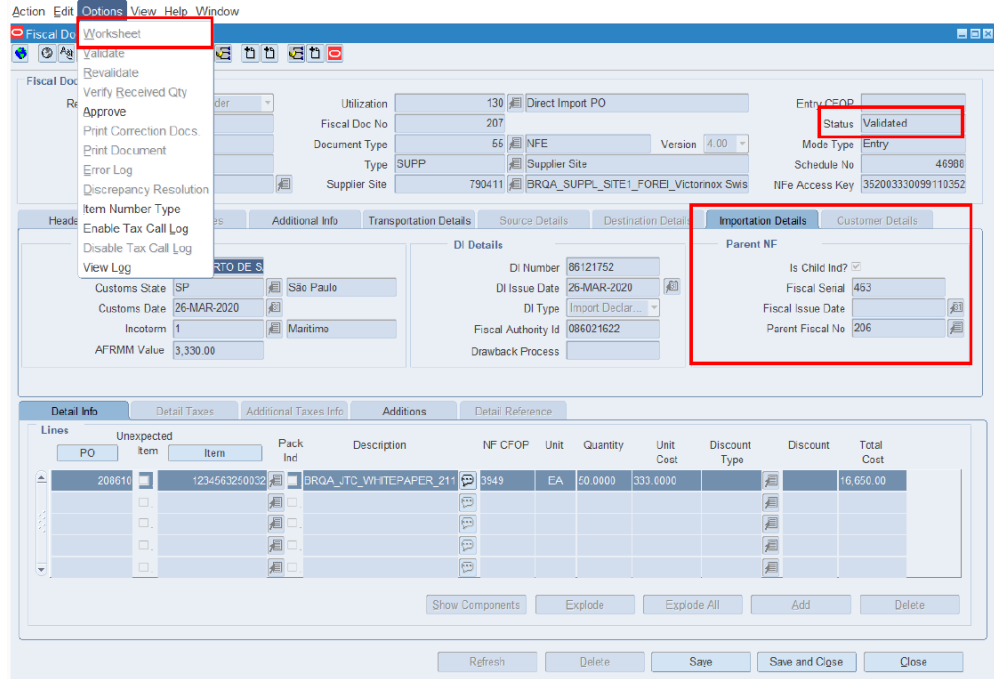 Action Edit Options View Help Window
Fiscal Do
Worksheet
Validate
Revalidate
Verify Received Qty
Approve
Print Correction Docs.
Print Document
Error Log
Discrepancy Resolution
Item Number Type
Enable Tax Call Log
Disable Tax Call Log
View Log
Fiscal Doc
Re
der
Utilization 130 Direct Import PO
Entry CFOP
Fiscal Doc No 207
Status Validated
Document Type 55 NFE Version 4.00
Mode Type Entry
Type SUPP Supplier Site
Schedule No 46988
Supplier Site 790411 BRQA_SUPPL_SITE1_FOREI_Victorinox Swis
NFe Access Key 352003330099110352
Heade es Additional Info Transportation Details Source Details Destination Details Importation Details Customer Details
RTO DE S
Customs State SP São Paulo
Customs Date 26-MAR-2020
Incoterm 1 Maritimo
AFRMM Value 3,330.00
DI Details
DI Number 86121752
DI Issue Date 26-MAR-2020
DI Type Import Declar...
Fiscal Authority Id 086021622
Drawback Process
Parent NF
Is Child Ind?
Fiscal Serial 463
Fiscal Issue Date
Parent Fiscal No 206
Detail Info Detail Taxes Additional Taxes Info Additions Detail Reference
Lines
PO Unexpected Item Item Pack Ind Description NF CFOP Unit Quantity Unit Cost Discount Type Discount Total Cost
208610 1234563250032 BRQA_JTC_WHITEPAPER_211 3949 EA 50.0000 333.0000 16,650.00
Show Components Explode Explode All Add Delete
Refresh Delete Save Save and Close Close